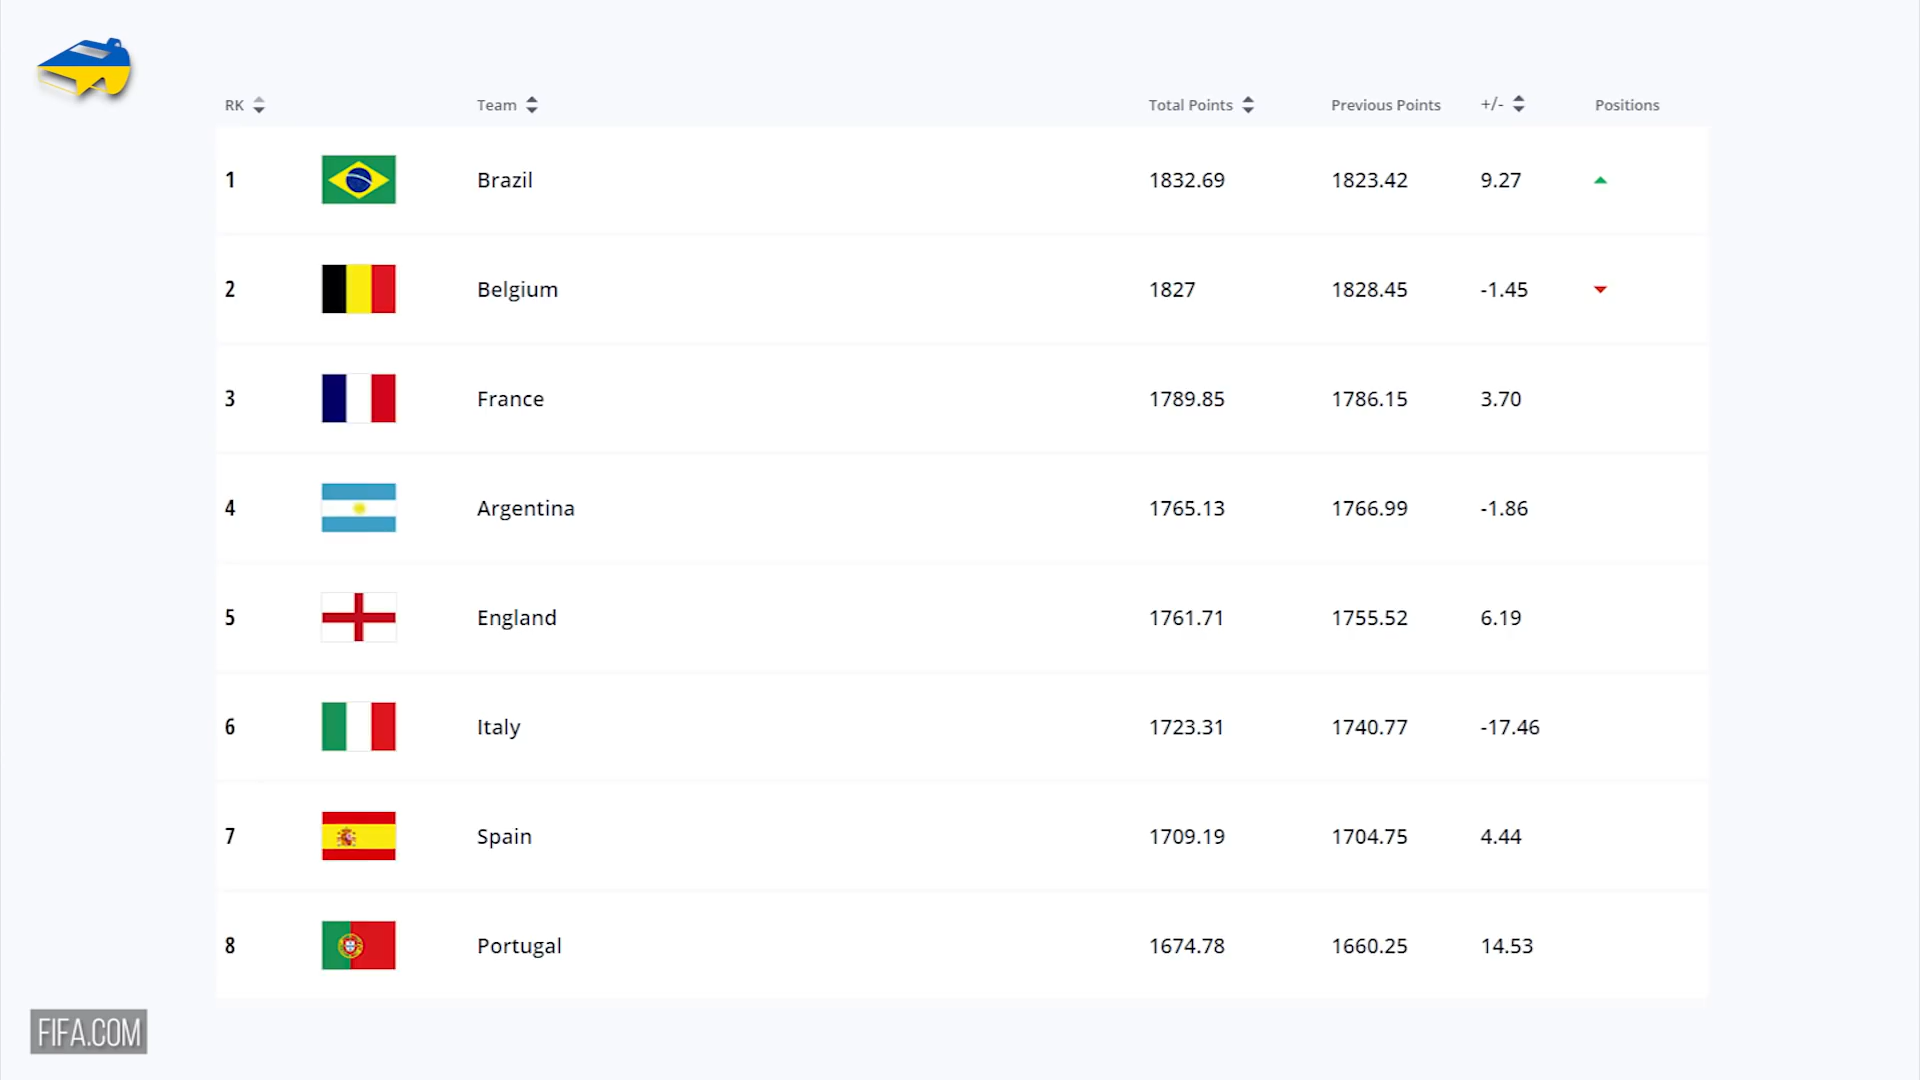 RK Team Total Points Previous Points +/- Positions
1 Brazil 1832.69 1823.42 9.27
2 Belgium 1827 1828.45 -1.45
3 France 1789.85 1786.15 3.70
4 Argentina 1765.13 1766.99 -1.86
5 England 1761.71 1755.52 6.19
6 Italy 1723.31 1740.77 -17.46
7 Spain 1709.19 1704.75 4.44
8 Portugal 1674.78 1660.25 14.53
FIFA.COM